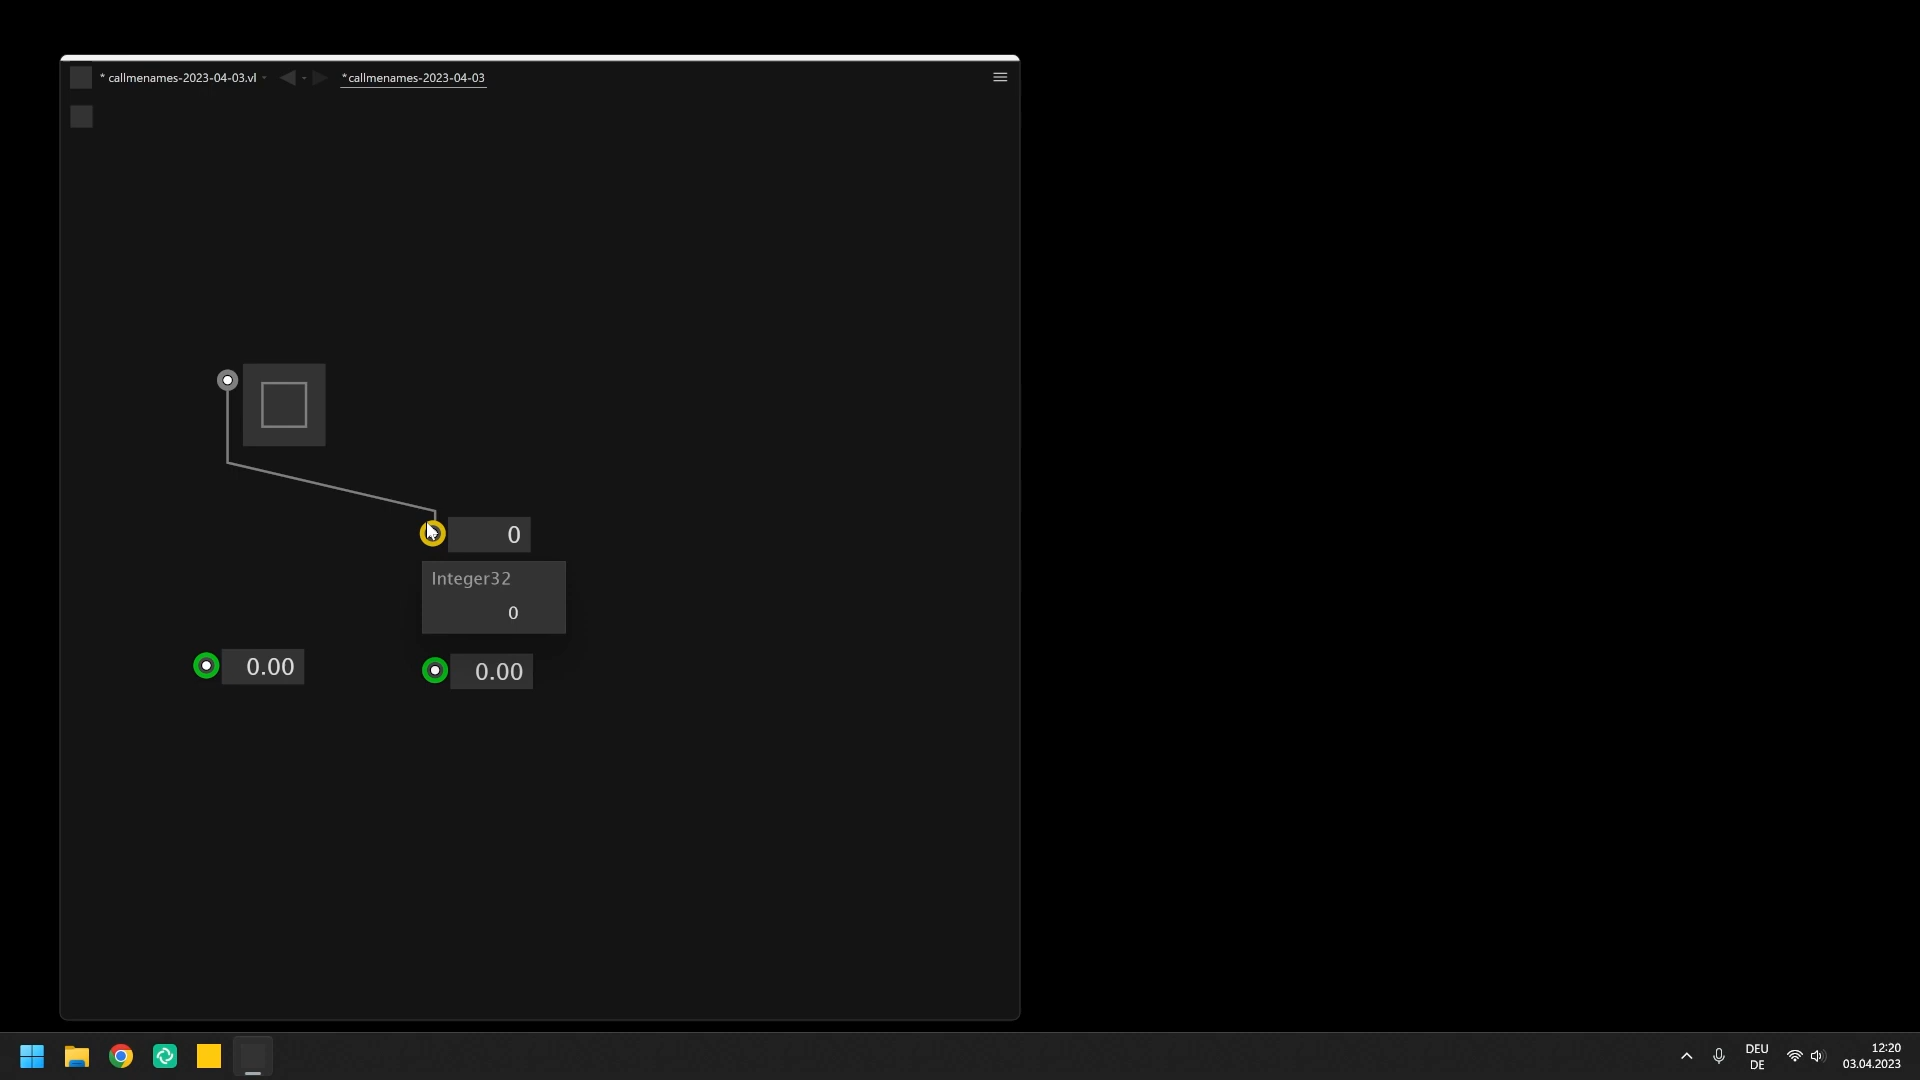 * callmenames-2023-04-03.vl
*callmenames-2023-04-03
0
Integer32
0
0.00
0.00
DEU
DE
12:20
03.04.2023